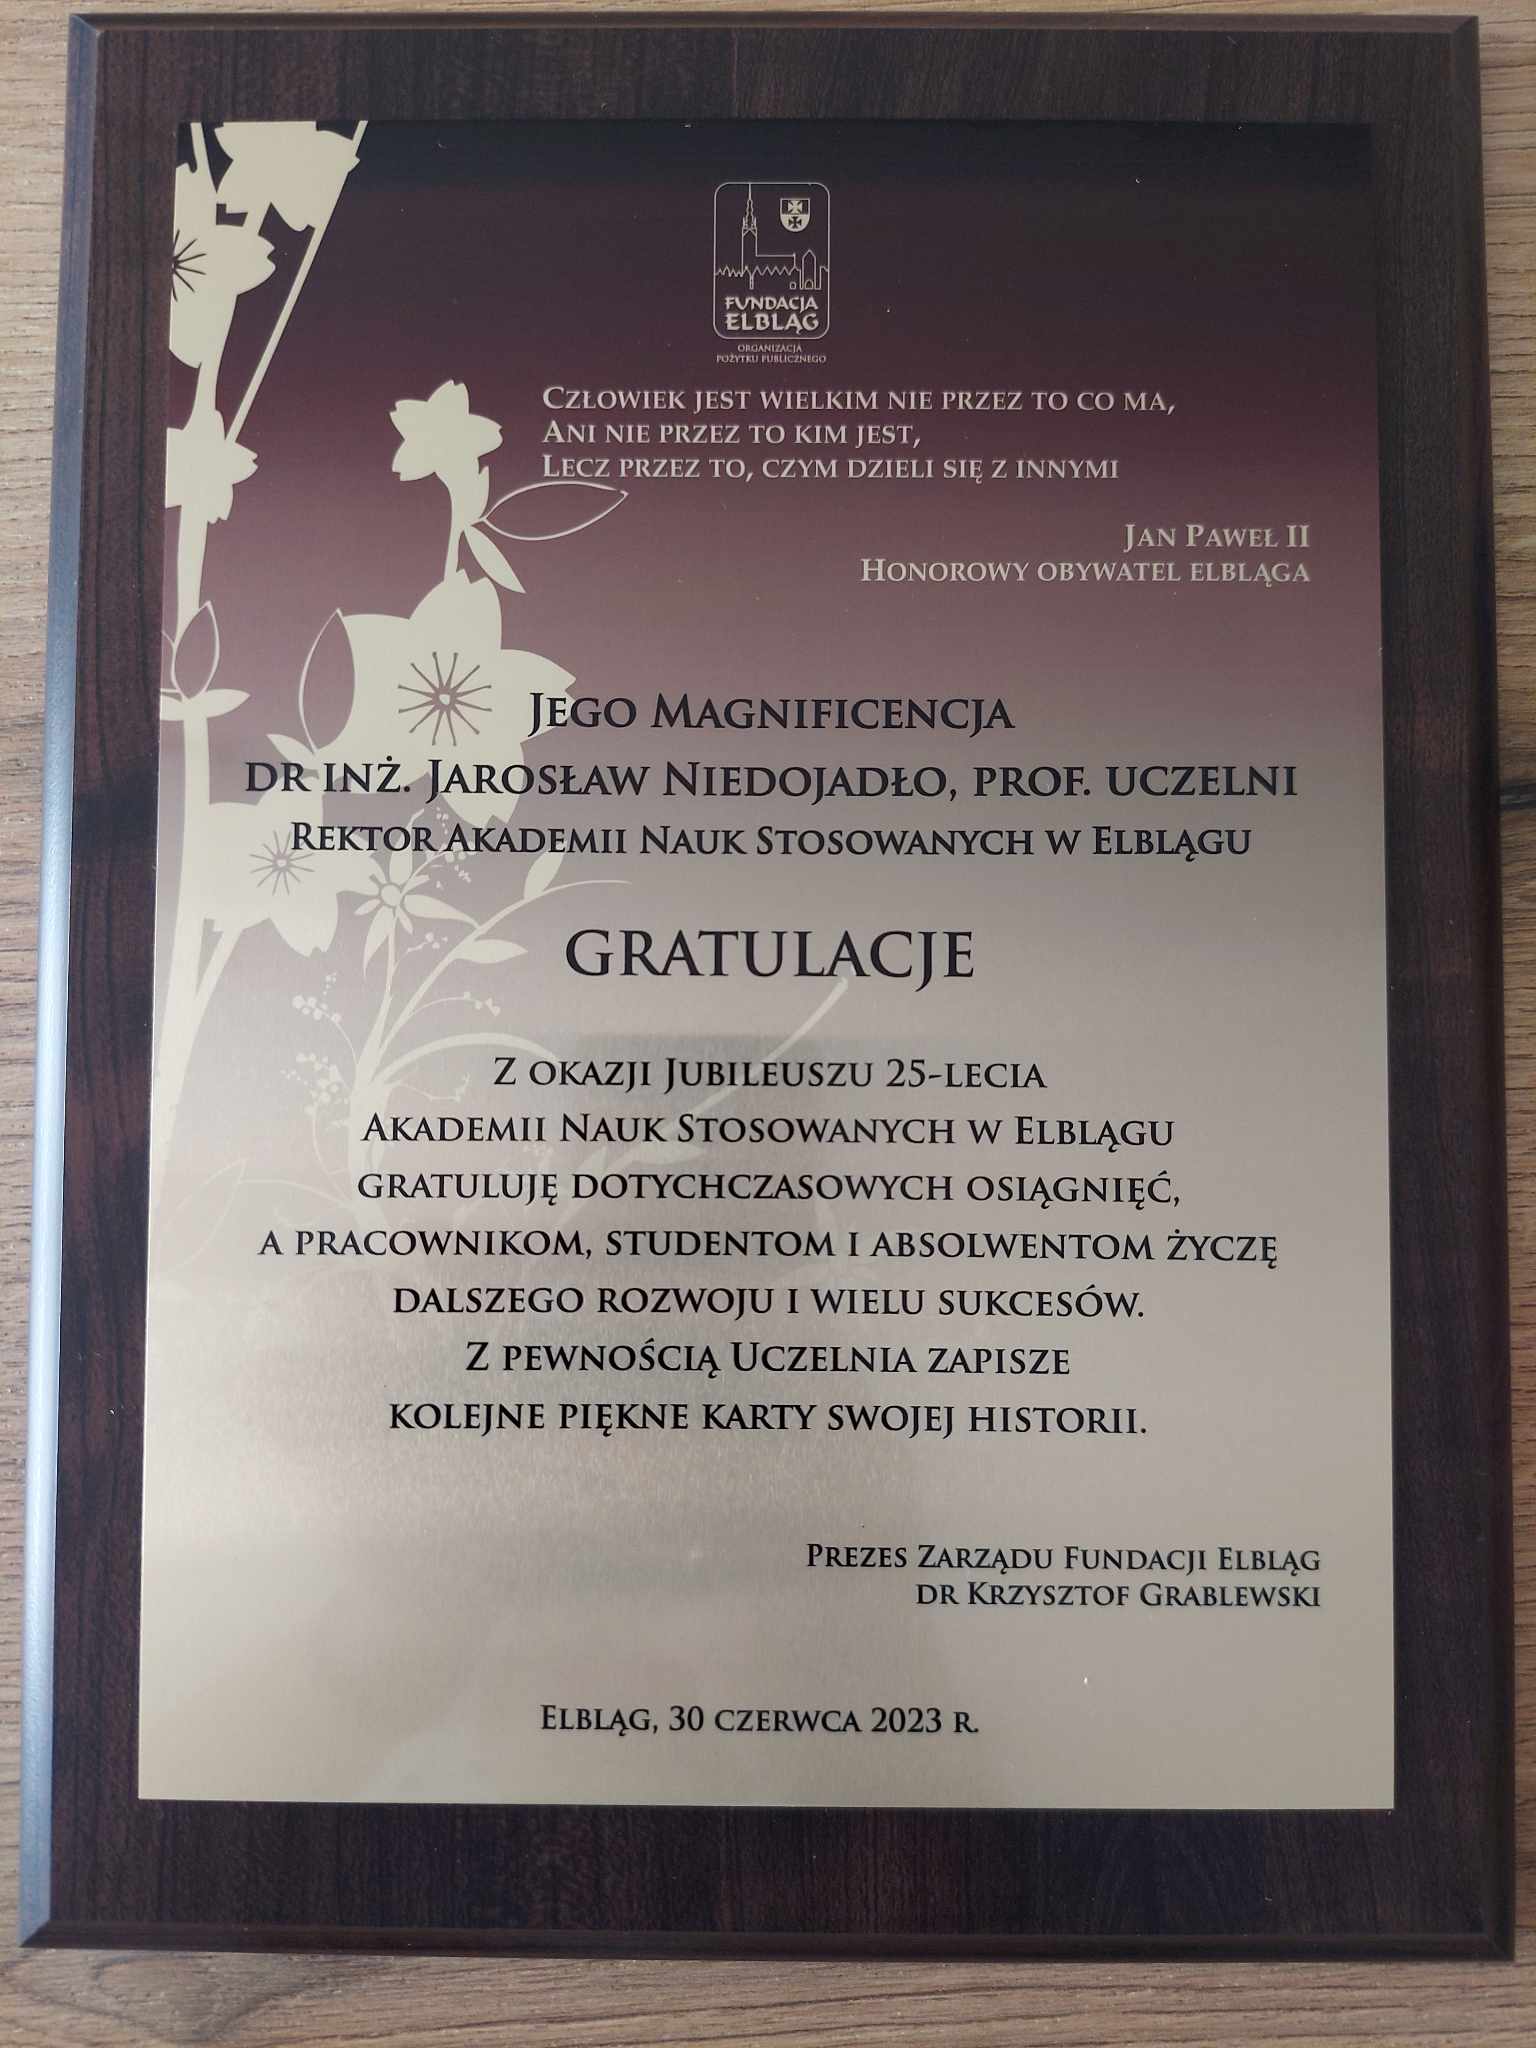 FUNDACJA
ELBLĄG
ORGANIZACJA
POŻYTKU PUBLICZNEGO
CZŁOWIEK JEST WIELKIM NIE PRZEZ TO CO MA,
ANI NIE PRZEZ TO KIM JEST,
LECZ PRZEZ TO, CZYM DZIELI SIĘ Z INNYMI
JAN PAWEŁ II
HONOROWY OBYWATEL ELBLĄGA
JEGO MAGNIFICENCJA
DR INŻ. JAROSŁAW NIEDOJADŁO, PROF. UCZELNI
REKTOR AKADEMII NAUK STOSOWANYCH W ELBLĄGU
GRATULACJE
Z OKAZJI JUBILEUSZU 25-LECIA
AKADEMII NAUK STOSOWANYCH W ELBLĄGU
GRATULUJĘ DOTYCHCZASOWYCH OSIĄGNIĘĆ,
A PRACOWNIKOM, STUDENTOM I ABSOLWENTOM ŻYCZĘ
DALSZEGO ROZWOJU I WIELU SUKCESÓW.
Z PEWNOŚCIĄ UCZELNIA ZAPISZE
KOLEJNE PIĘKNE KARTY SWOJEJ HISTORII.
PREZES ZARZĄDU FUNDACJI ELBLĄG
DR KRZYSZTOF GRABLEWSKI
ELBLĄG, 30 CZERWCA 2023 R.